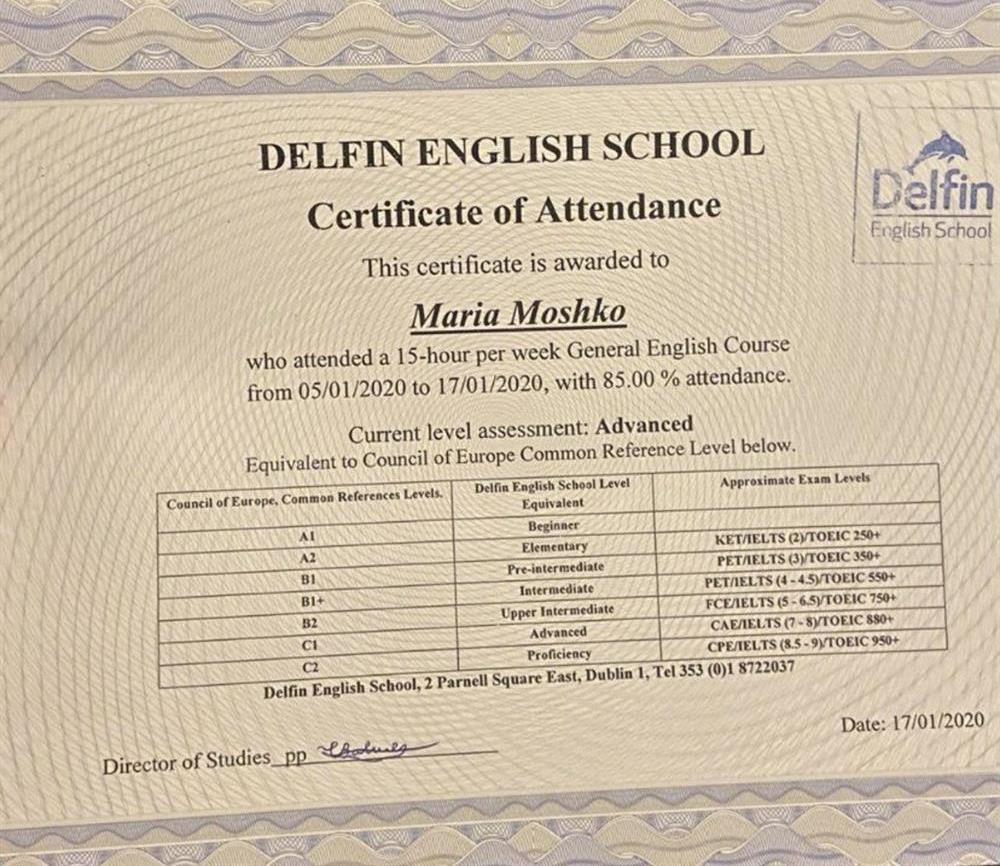 DELFIN ENGLISH SCHOOL
Certificate of Attendance
Delfin
English School
This certificate is awarded to
Maria Moshko
who attended a 15-hour per week General English Course
from 05/01/2020 to 17/01/2020, with 85.00 % attendance.
Current level assessment: Advanced
Equivalent to Council of Europe Common Reference Level below.
Council of Europe, Common References Levels. Delfin English School Level Equivalent Approximate Exam Levels
A1 Beginner
A2 Elementary KET/IELTS (2)/TOEIC 250+
B1 Pre-intermediate PET/IELTS (3)/TOEIC 350+
B1+ Intermediate PET/IELTS (4 - 4.5)/TOEIC 550+
B2 Upper Intermediate FCE/IELTS (5 - 6.5)/TOEIC 750+
C1 Advanced CAE/IELTS (7 - 8)/TOEIC 880+
C2 Proficiency CPE/IELTS (8.5 - 9)/TOEIC 950+
Delfin English School, 2 Parnell Square East, Dublin 1, Tel 353 (0)1 8722037
Date: 17/01/2020
Director of Studies pp